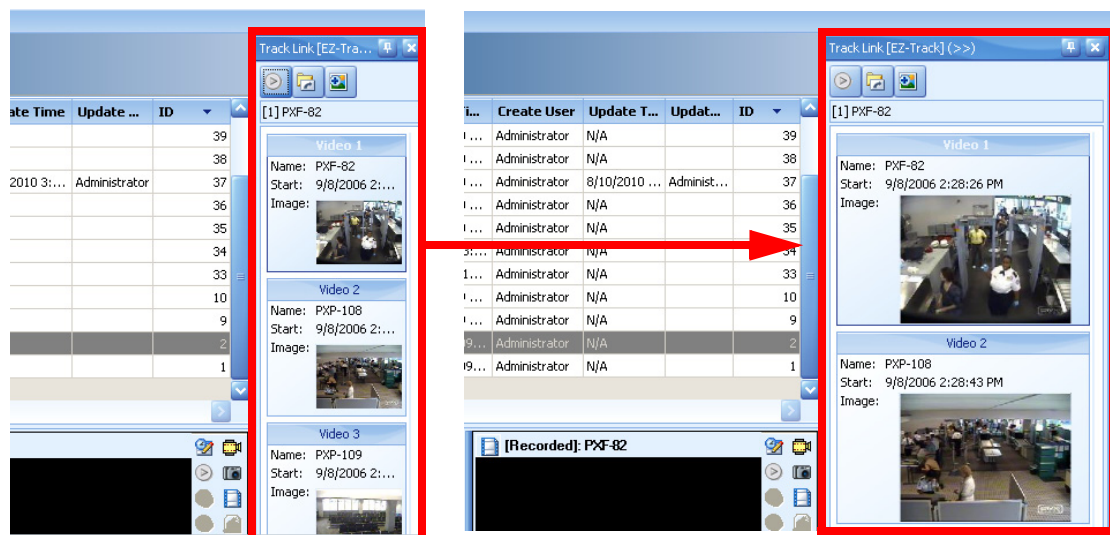 Track Link [EZ-Tra...
[1] PXF-82
ate Time Update ... ID
39
38
2010 3:... Administrator 37
36
35
34
33
10
9
2
1
Video 1
Name: PXF-82
Start: 9/8/2006 2:...
Image:
Video 2
Name: PXP-108
Start: 9/8/2006 2:...
Image:
Video 3
Name: PXP-109
Start: 9/8/2006 2:...
Image:
Track Link [EZ-Track] (>>)
[1] PXF-82
i... Create User Update T... Updat... ID
... Administrator N/A 39
... Administrator N/A 38
... Administrator 8/10/2010 ... Administ... 37
... Administrator N/A 36
... Administrator N/A 35
3:... Administrator N/A 34
1... Administrator N/A 33
... Administrator N/A 10
... Administrator N/A 9
09... Administrator N/A 2
09... Administrator N/A 1
[Recorded]: PXF-82
Video 1
Name: PXF-82
Start: 9/8/2006 2:28:26 PM
Image:
Video 2
Name: PXP-108
Start: 9/8/2006 2:28:43 PM
Image: